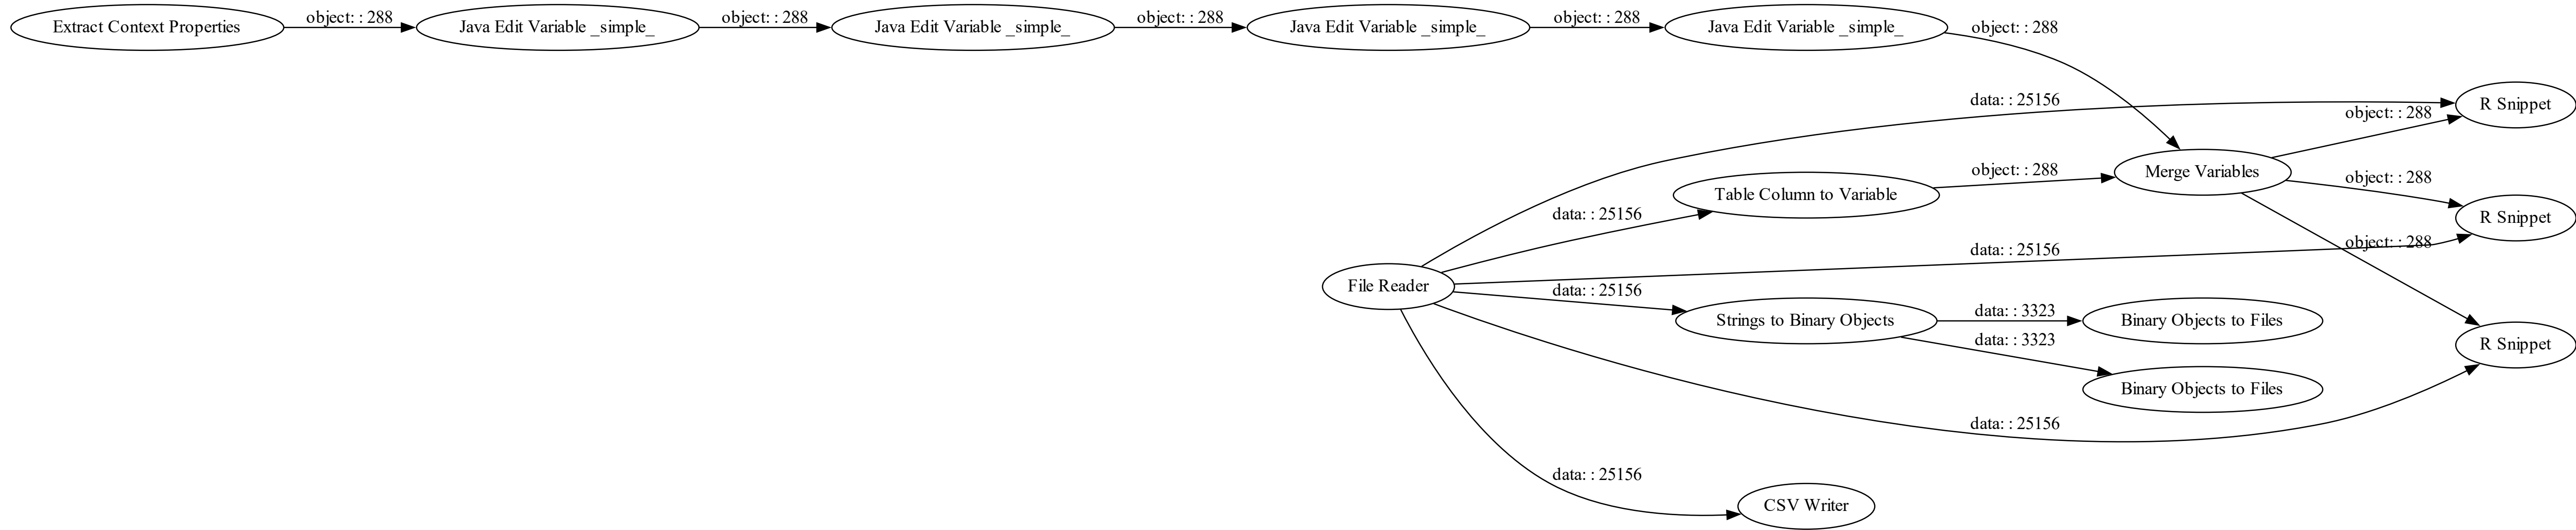 Extract Context Properties
object: : 288
Java Edit Variable _simple_
object: : 288
Java Edit Variable _simple_
object: : 288
Java Edit Variable _simple_
object: : 288
Java Edit Variable _simple_
object: : 288
data: : 25156
R Snippet
object: : 288
Merge Variables
object: : 288
Table Column to Variable
object: : 288
data: : 25156
R Snippet
object: : 288
data: : 25156
File Reader
data: : 25156
Strings to Binary Objects
data: : 3323
Binary Objects to Files
data: : 3323
R Snippet
Binary Objects to Files
data: : 25156
data: : 25156
CSV Writer